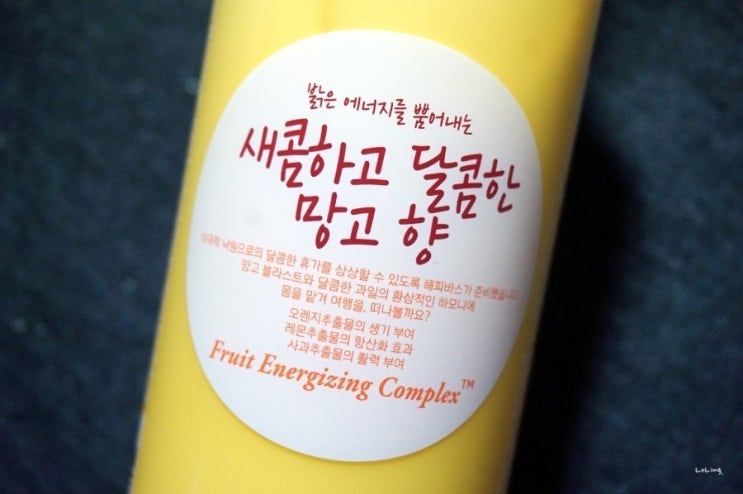 밝은 에너지를 뿜어내는
새콤하고 달콤한
망고 향
이국적 낙원으로의 달콤한 휴가를 상상할 수 있도록 해피바스가 준비했습니다.
망고 블라스트와 달콤한 과일의 환상적인 하모니에
몸을 맡겨 여행을, 떠나볼까요?
오렌지추출물의 생기 부여
레몬추출물의 항산화 효과
사과추출물의 활력 부여
Fruit Energizing Complex™
LaLing.